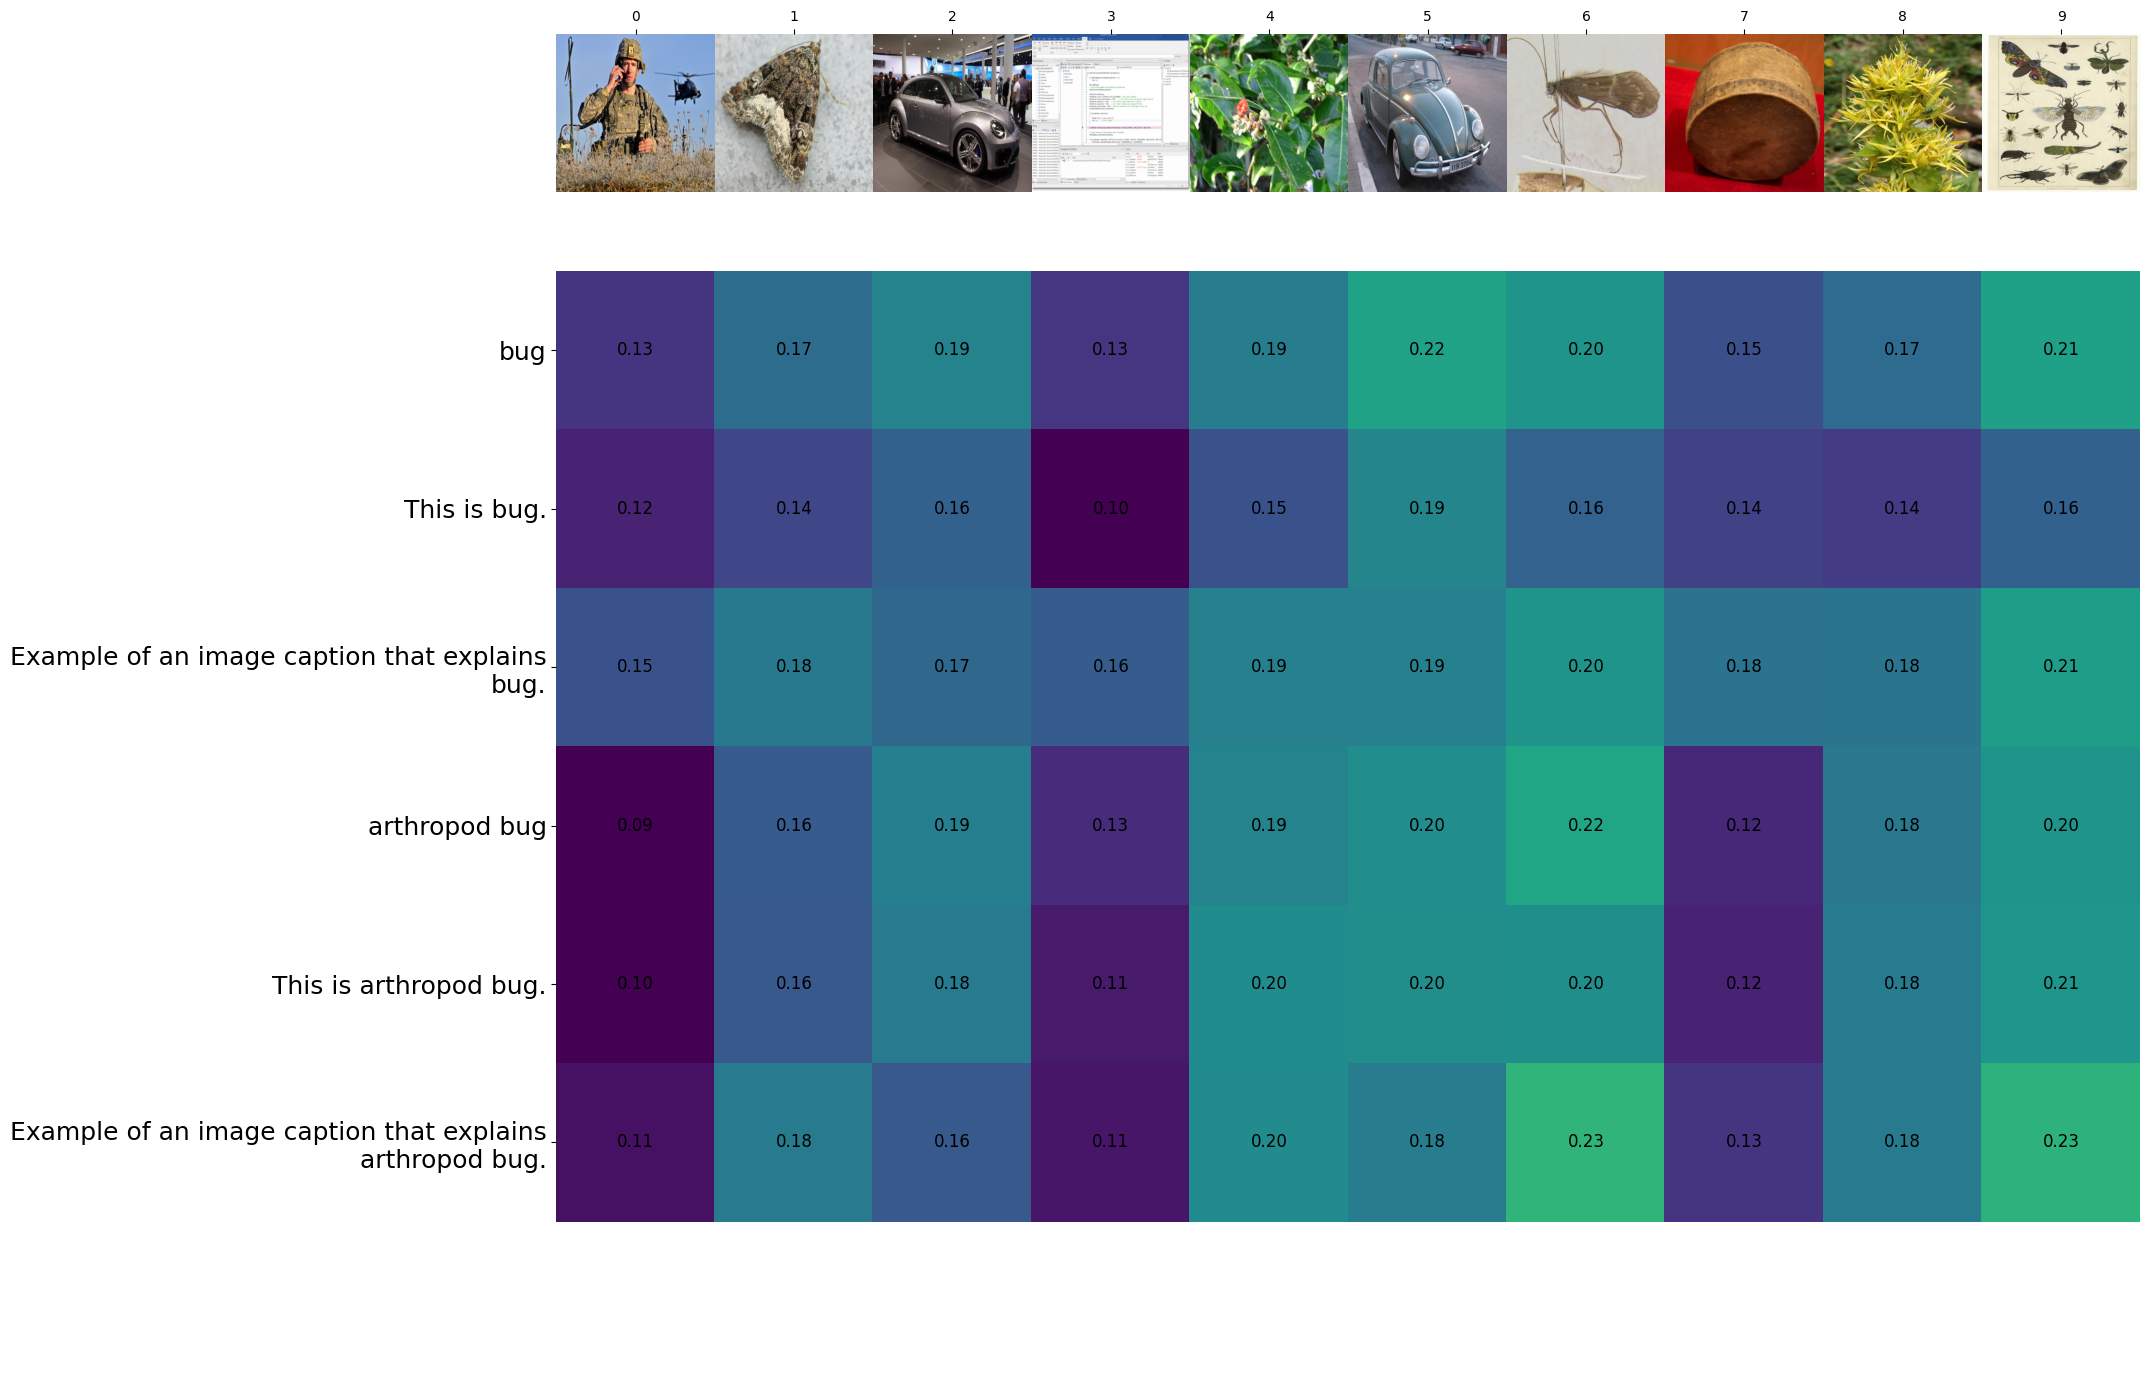 0 1 2 3 4 5 6 7 8 9
bug 0.13 0.17 0.19 0.13 0.19 0.22 0.20 0.15 0.17 0.21
This is bug. 0.12 0.14 0.16 0.10 0.15 0.19 0.16 0.14 0.14 0.16
Example of an image caption that explains
bug. 0.15 0.18 0.17 0.16 0.19 0.19 0.20 0.18 0.18 0.21
arthropod bug 0.09 0.16 0.19 0.13 0.19 0.20 0.22 0.12 0.18 0.20
This is arthropod bug. 0.10 0.16 0.18 0.11 0.20 0.20 0.20 0.12 0.18 0.21
Example of an image caption that explains
arthropod bug. 0.11 0.18 0.16 0.11 0.20 0.18 0.23 0.13 0.18 0.23